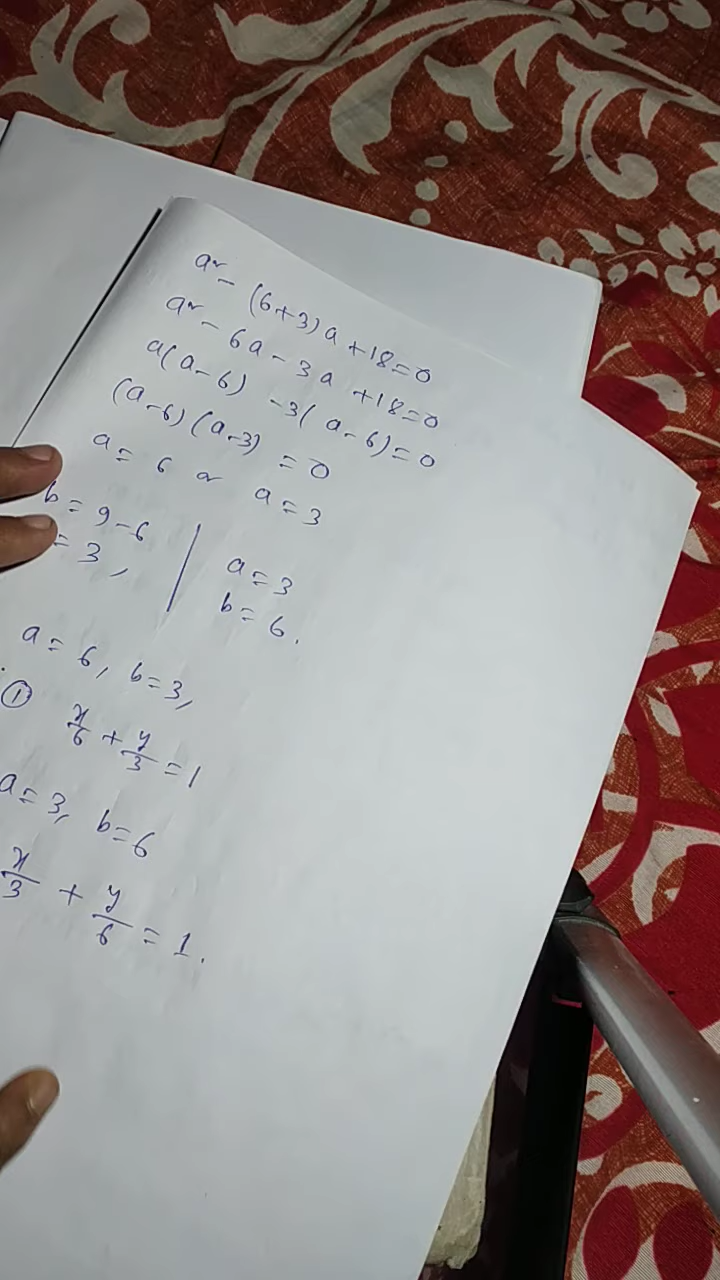 a² - (6+3)a + 18 = 0
a² - 6a - 3a + 18 = 0
a(a-6) -3(a-6) = 0
(a-6)(a-3) = 0
a = 6 or a = 3
b = 9-6
= 3,
a = 3
b = 6.
a = 6, b = 3,
① x/6 + y/3 = 1
a = 3, b = 6
x/3 + y/6 = 1.